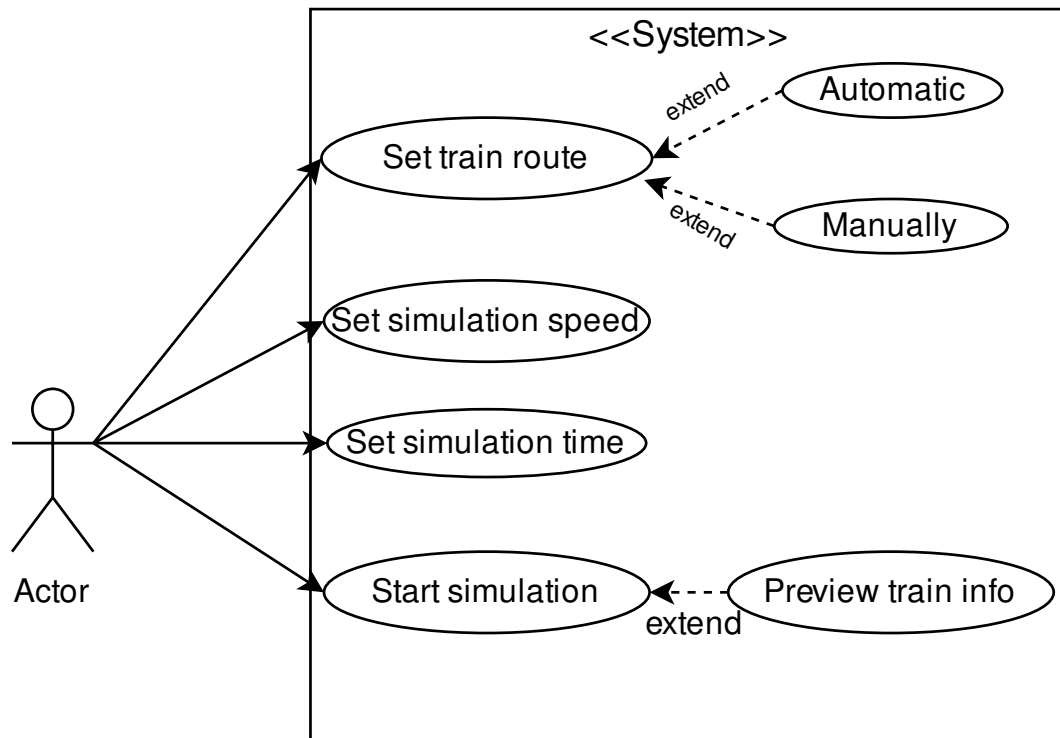 <<System>>
Automatic
extend
Set train route
Manually
extend
Set simulation speed
Set simulation time
Actor
Start simulation
Preview train info
extend